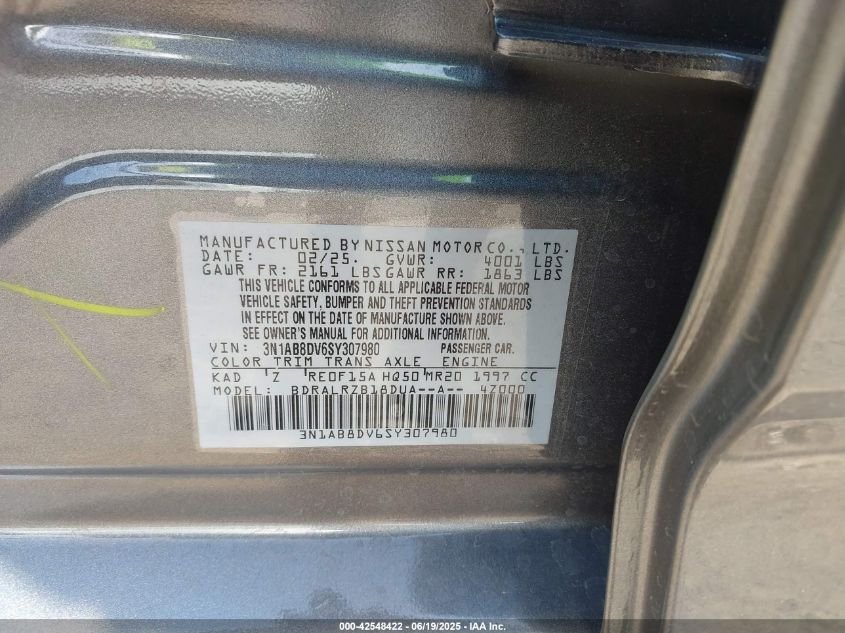 MANUFACTURED BY NISSAN MOTOR CO., LTD.
DATE: 02/25. GVWR: 4001 LBS
GAWR FR: 2161 LBS GAWR RR: 1863 LBS
THIS VEHICLE CONFORMS TO ALL APPLICABLE FEDERAL MOTOR
VEHICLE SAFETY, BUMPER AND THEFT PREVENTION STANDARDS
IN EFFECT ON THE DATE OF MANUFACTURE SHOWN ABOVE.
SEE OWNER'S MANUAL FOR ADDITIONAL INFORMATION.
VIN: 3N1AB8DV6SY307980 PASSENGER CAR.
COLOR TRIM TRANS AXLE ENGINE
KAD Z RE0F15A HQ50 MR20 1997 CC
MODEL: BDRALRZB18DUA--A-- 4Z000
3N1AB8DV6SY307980
000-42548422 - 06/19/2025 - IAA Inc.